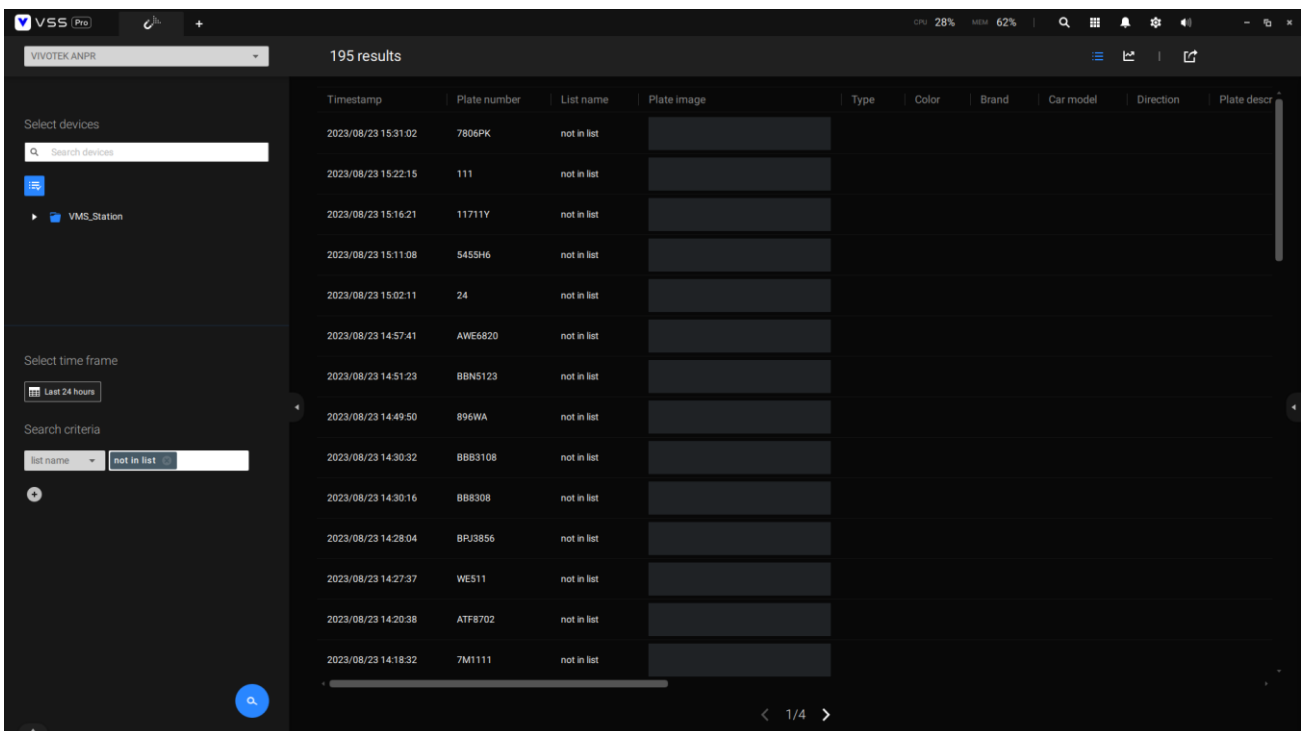 VSS Pro
+
CPU 28% MEM 62%
VIVOTEK ANPR
195 results
Select devices
Search devices
VMS_Station
Select time frame
Last 24 hours
Search criteria
list name not in list
Timestamp Plate number List name Plate image Type Color Brand Car model Direction Plate descr
2023/08/23 15:31:02 7806PK not in list
2023/08/23 15:22:15 111 not in list
2023/08/23 15:16:21 11711Y not in list
2023/08/23 15:11:08 5455H6 not in list
2023/08/23 15:02:11 24 not in list
2023/08/23 14:57:41 AWE6820 not in list
2023/08/23 14:51:23 BBN5123 not in list
2023/08/23 14:49:50 896WA not in list
2023/08/23 14:30:32 BBB3108 not in list
2023/08/23 14:30:16 BB8308 not in list
2023/08/23 14:28:04 BPJ3856 not in list
2023/08/23 14:27:37 WE511 not in list
2023/08/23 14:20:38 ATF8702 not in list
2023/08/23 14:18:32 7M1111 not in list
1/4